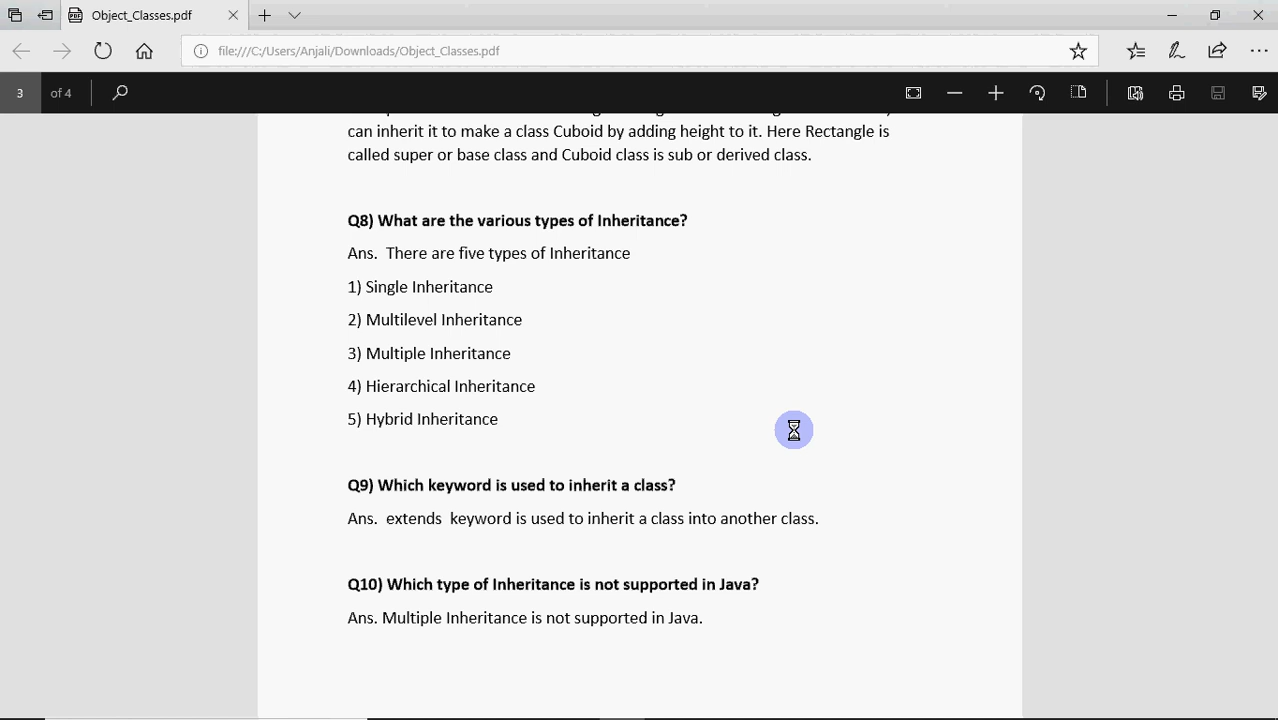 Object_Classes.pdf
file:///C:/Users/Anjali/Downloads/Object_Classes.pdf
3 of 4
can inherit it to make a class Cuboid by adding height to it. Here Rectangle is
called super or base class and Cuboid class is sub or derived class.
Q8) What are the various types of Inheritance?
Ans.  There are five types of Inheritance
1) Single Inheritance
2) Multilevel Inheritance
3) Multiple Inheritance
4) Hierarchical Inheritance
5) Hybrid Inheritance
Q9) Which keyword is used to inherit a class?
Ans.  extends  keyword is used to inherit a class into another class.
Q10) Which type of Inheritance is not supported in Java?
Ans. Multiple Inheritance is not supported in Java.